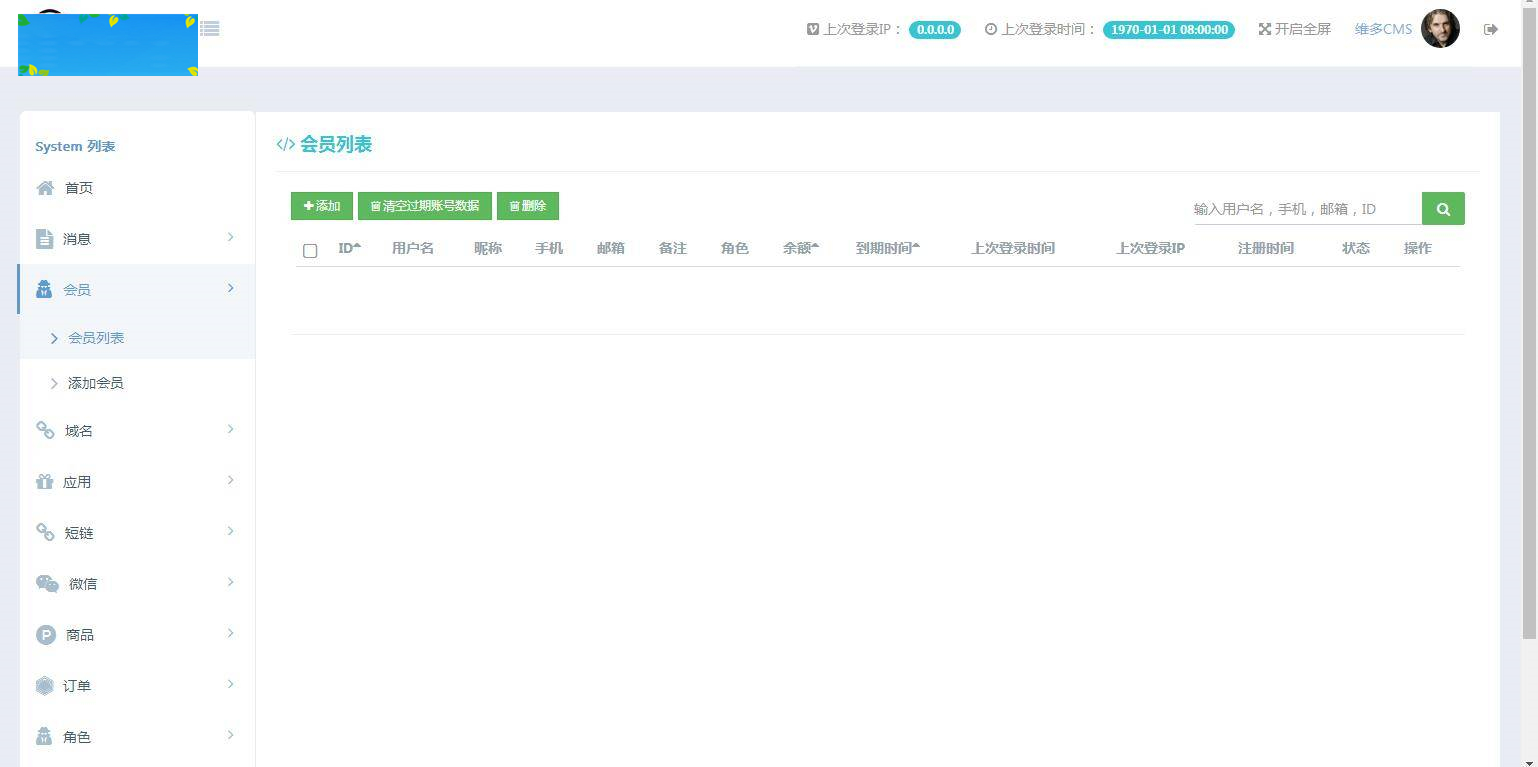 上次登录IP： 0.0.0.0 上次登录时间： 1970-01-01 08:00:00 开启全屏 维多CMS
System 列表
首页
消息
会员
会员列表
添加会员
域名
应用
短链
微信
商品
订单
角色
</> 会员列表
添加 清空过期账号数据 删除 输入用户名，手机，邮箱，ID
ID 用户名 昵称 手机 邮箱 备注 角色 余额 到期时间 上次登录时间 上次登录IP 注册时间 状态 操作